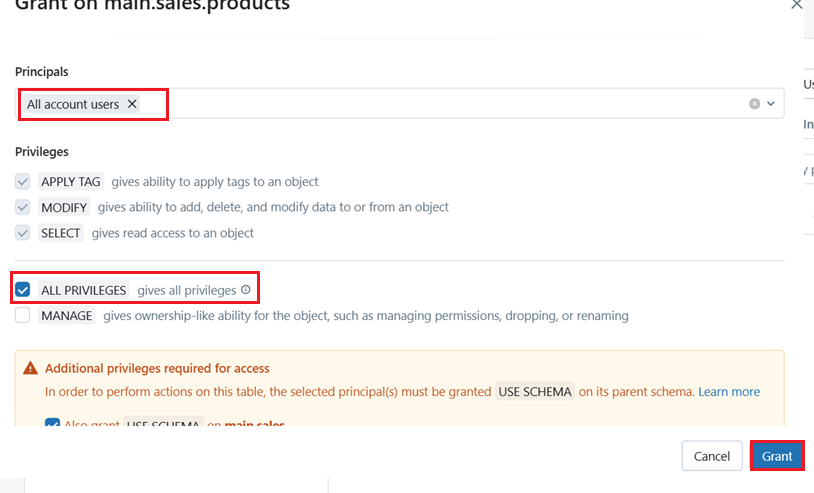 Grant on main.sales.products
Principals
All account users
Us
In
Privileges
APPLY TAG gives ability to apply tags to an object
MODIFY gives ability to add, delete, and modify data to or from an object
SELECT gives read access to an object
ALL PRIVILEGES gives all privileges
MANAGE gives ownership-like ability for the object, such as managing permissions, dropping, or renaming
Additional privileges required for access
In order to perform actions on this table, the selected principal(s) must be granted USE SCHEMA on its parent schema. Learn more
Also grant USE SCHEMA on main.sales
Cancel Grant